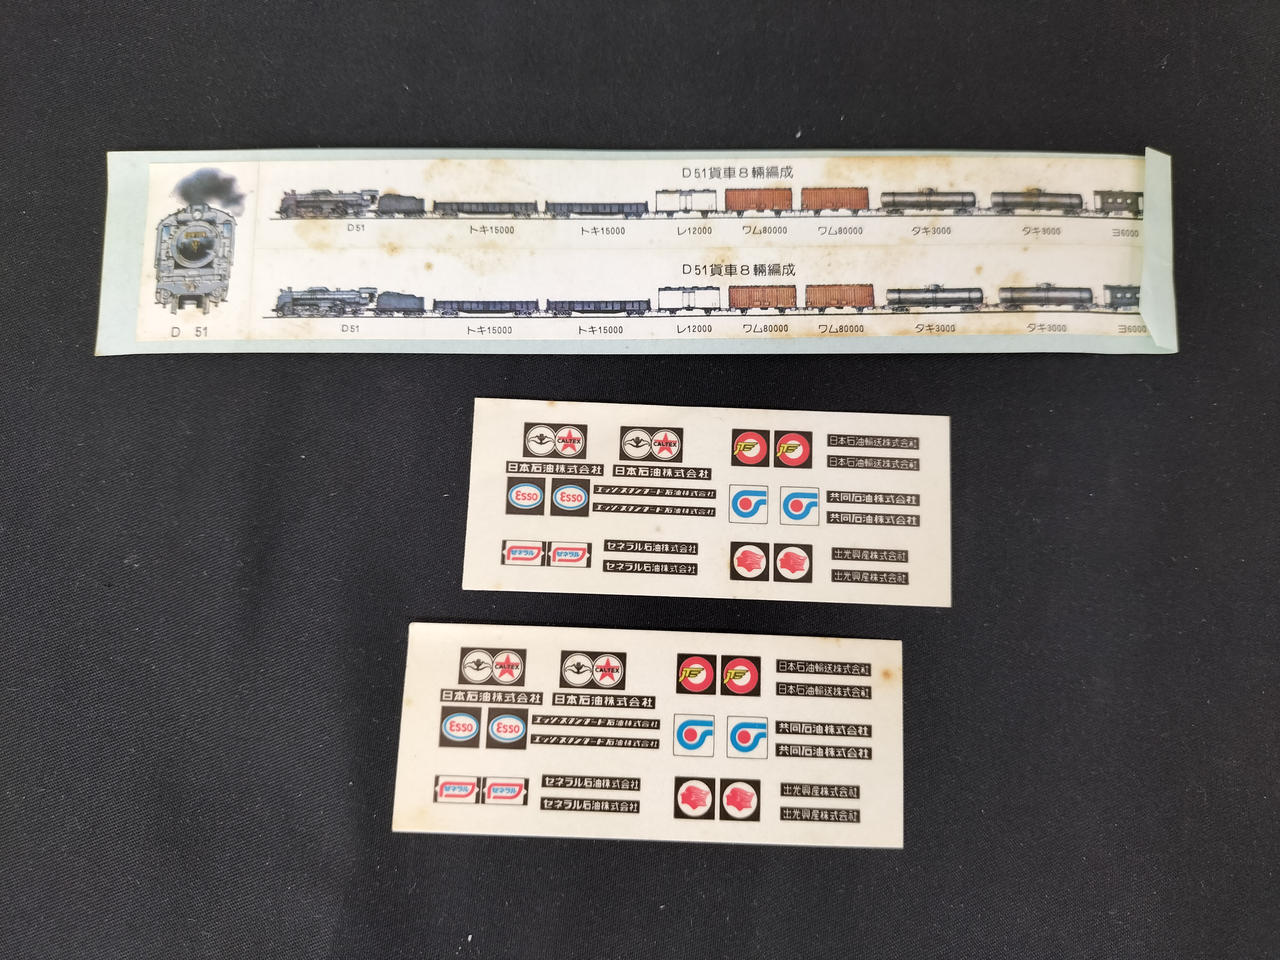 D51貨車8輛編成
D51 トキ15000 トキ15000 レ12000 ワム80000 ワム80000 タキ3000 タキ3000 ヨ6000
D 51
D51貨車8輛編成
D51 トキ15000 トキ15000 レ12000 ワム80000 ワム80000 タキ3000 タキ3000 ヨ6000
CALTEX CALTEX
日本石油株式会社 日本石油株式会社
日本石油輸送株式会社
日本石油輸送株式会社
Esso Esso
エッソ・スタンダード石油株式会社
エッソ・スタンダード石油株式会社
共同石油株式会社
共同石油株式会社
ゼネラル ゼネラル
ゼネラル石油株式会社
ゼネラル石油株式会社
出光興産株式会社
出光興産株式会社
CALTEX CALTEX
日本石油株式会社 日本石油株式会社
日本石油輸送株式会社
日本石油輸送株式会社
Esso Esso
エッソ・スタンダード石油株式会社
エッソ・スタンダード石油株式会社
共同石油株式会社
共同石油株式会社
ゼネラル ゼネラル
ゼネラル石油株式会社
ゼネラル石油株式会社
出光興産株式会社
出光興産株式会社